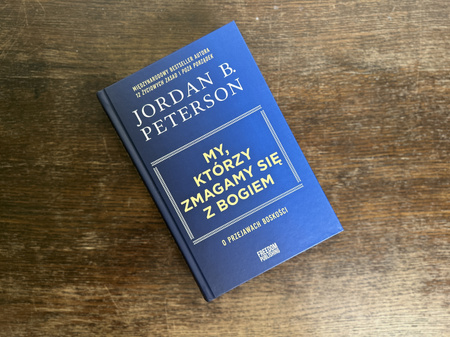 MIĘDZYNARODOWY BESTSELLER AUTORA
12 ŻYCIOWYCH ZASAD I POZA PORZĄDEK
JORDAN B.
PETERSON
MY,
KTÓRZY
ZMAGAMY SIĘ
Z BOGIEM
O PRZEJAWACH BOSKOŚCI
FREEDOM
PUBLISHING